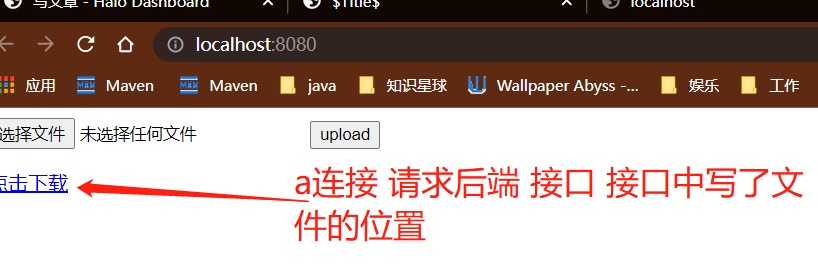 写文章 - Halo Dashboard × $Title$ × localhost
localhost:8080
应用 Maven Maven java 知识星球 Wallpaper Abyss -... 娱乐 工作
选择文件 未选择任何文件 upload
点击下载
a连接 请求后端 接口 接口中写了文
件的位置